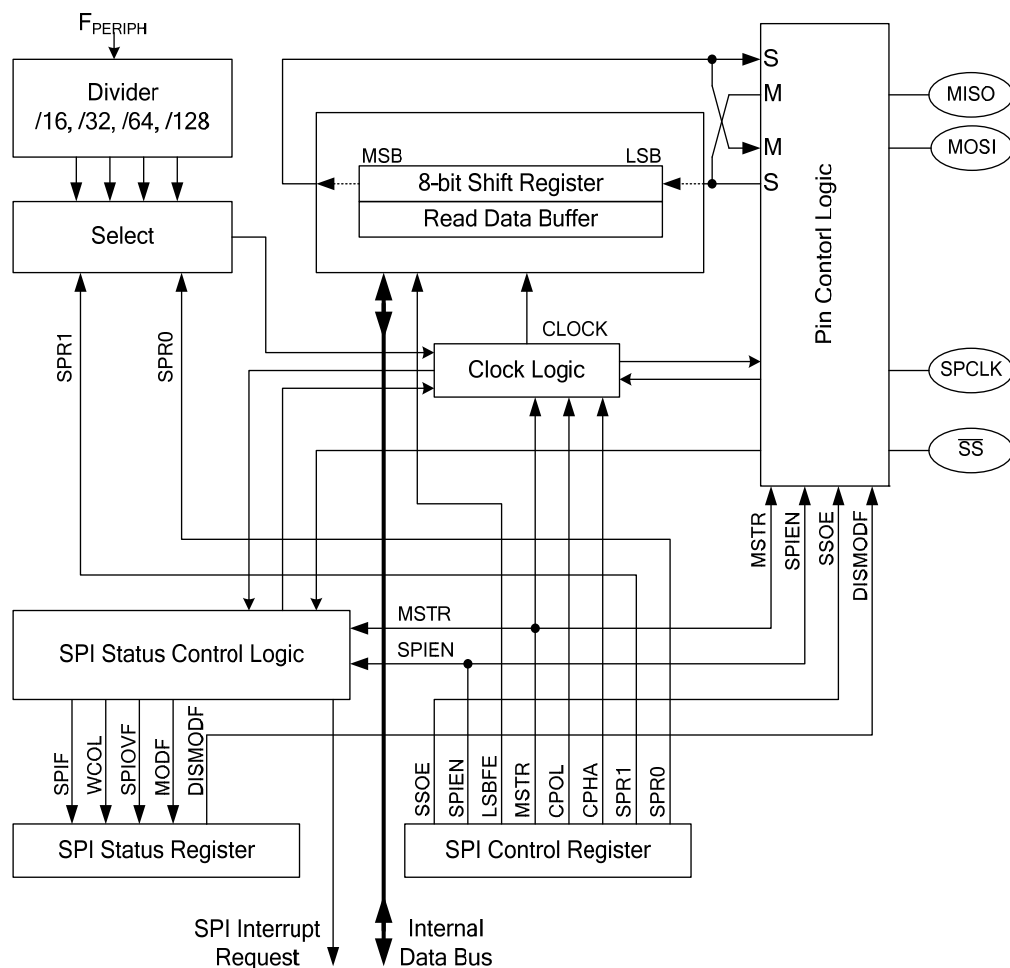 FPERIPH
Divider
/16, /32, /64, /128
Select
SPR1
SPR0
MSB
LSB
8-bit Shift Register
Read Data Buffer
CLOCK
Clock Logic
S
M
M
S
Pin Contorl Logic
MISO
MOSI
SPCLK
SS
MSTR
SPIEN
SSOE
DISMODF
MSTR
SPIEN
SPI Status Control Logic
SPIF
WCOL
SPIOVF
MODF
DISMODF
SPI Status Register
SSOE
SPIEN
LSBFE
MSTR
CPOL
CPHA
SPR1
SPR0
SPI Control Register
SPI Interrupt
Request
Internal
Data Bus